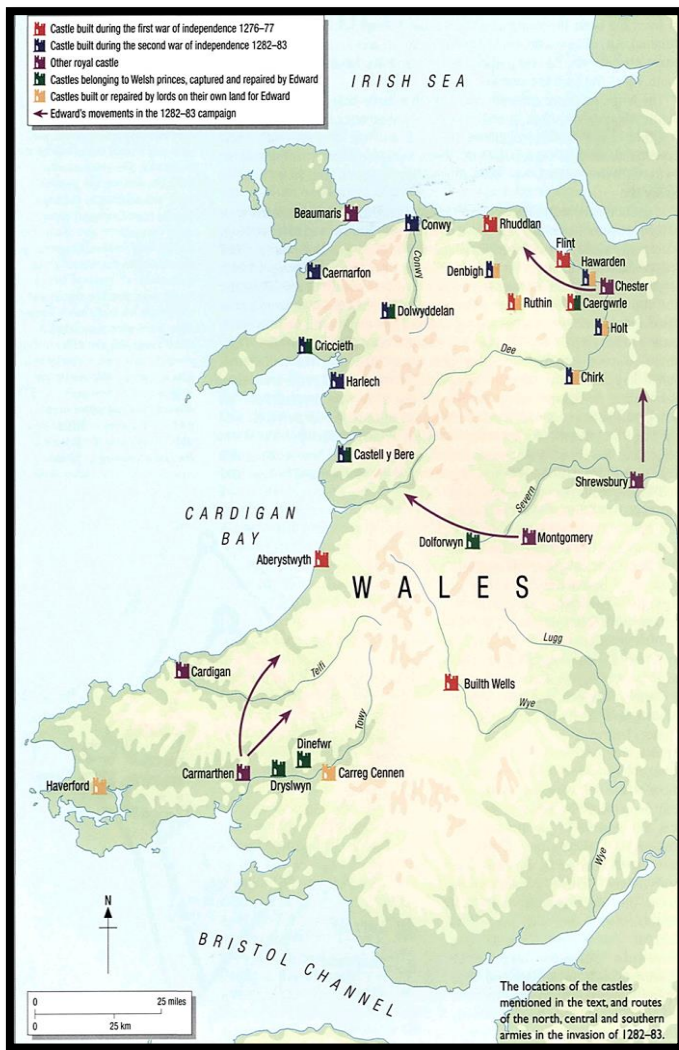 Castle built during the first war of independence 1276–77
Castle built during the second war of independence 1282–83
Other royal castle
Castles belonging to Welsh princes, captured and repaired by Edward
Castles built or repaired by lords on their own land for Edward
Edward's movements in the 1282–83 campaign
IRISH SEA
Beaumaris
Conwy
Rhuddlan
Flint
Hawarden
Chester
Caernarfon
Conwy
Denbigh
Ruthin
Caergwrle
Dolwyddelan
Holt
Criccieth
Dee
Harlech
Chirk
Castell y Bere
Shrewsbury
Severn
CARDIGAN
BAY
Dolforwyn
Montgomery
Aberystwyth
WALES
Lugg
Cardigan
Teifi
Builth Wells
Wye
Towy
Dinefwr
Carmarthen
Dryslwyn
Carreg Cennen
Haverford
Wye
N
BRISTOL CHANNEL
0 25 miles
0 25 km
The locations of the castles
mentioned in the text, and routes
of the north, central and southern
armies in the invasion of 1282–83.